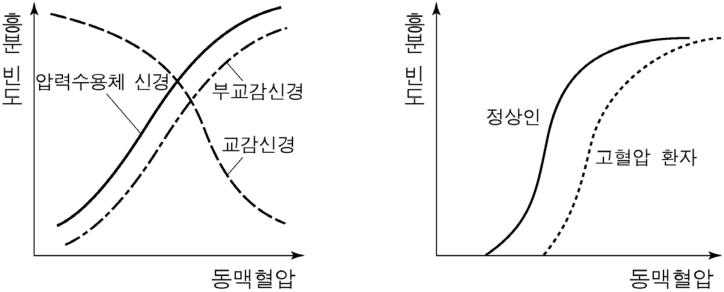 흥분 빈도
압력수용체 신경
부교감신경
교감신경
동맥혈압
흥분 빈도
정상인
고혈압 환자
동맥혈압